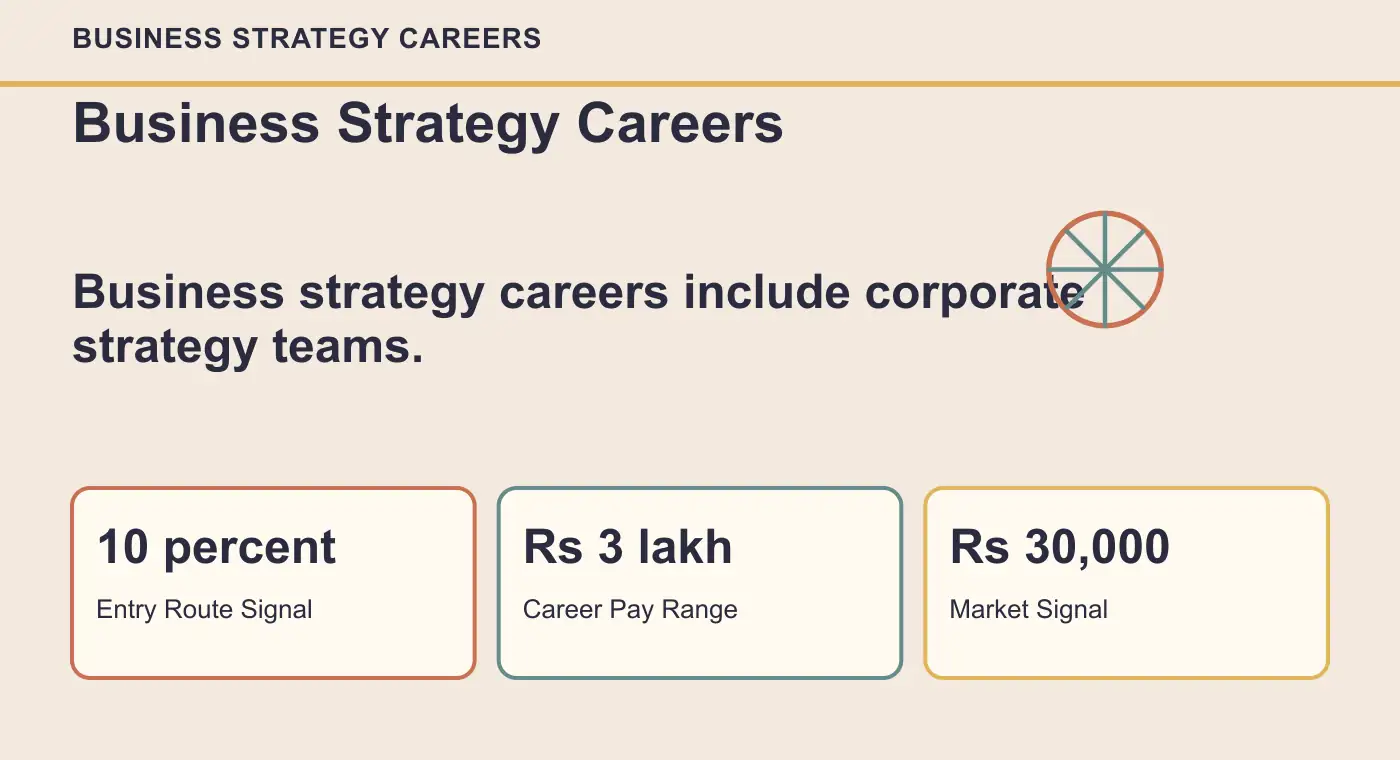 BUSINESS STRATEGY CAREERS
Business Strategy Careers
Business strategy careers include corporate
strategy teams.
10 percent
Entry Route Signal
Rs 3 lakh
Career Pay Range
Rs 30,000
Market Signal